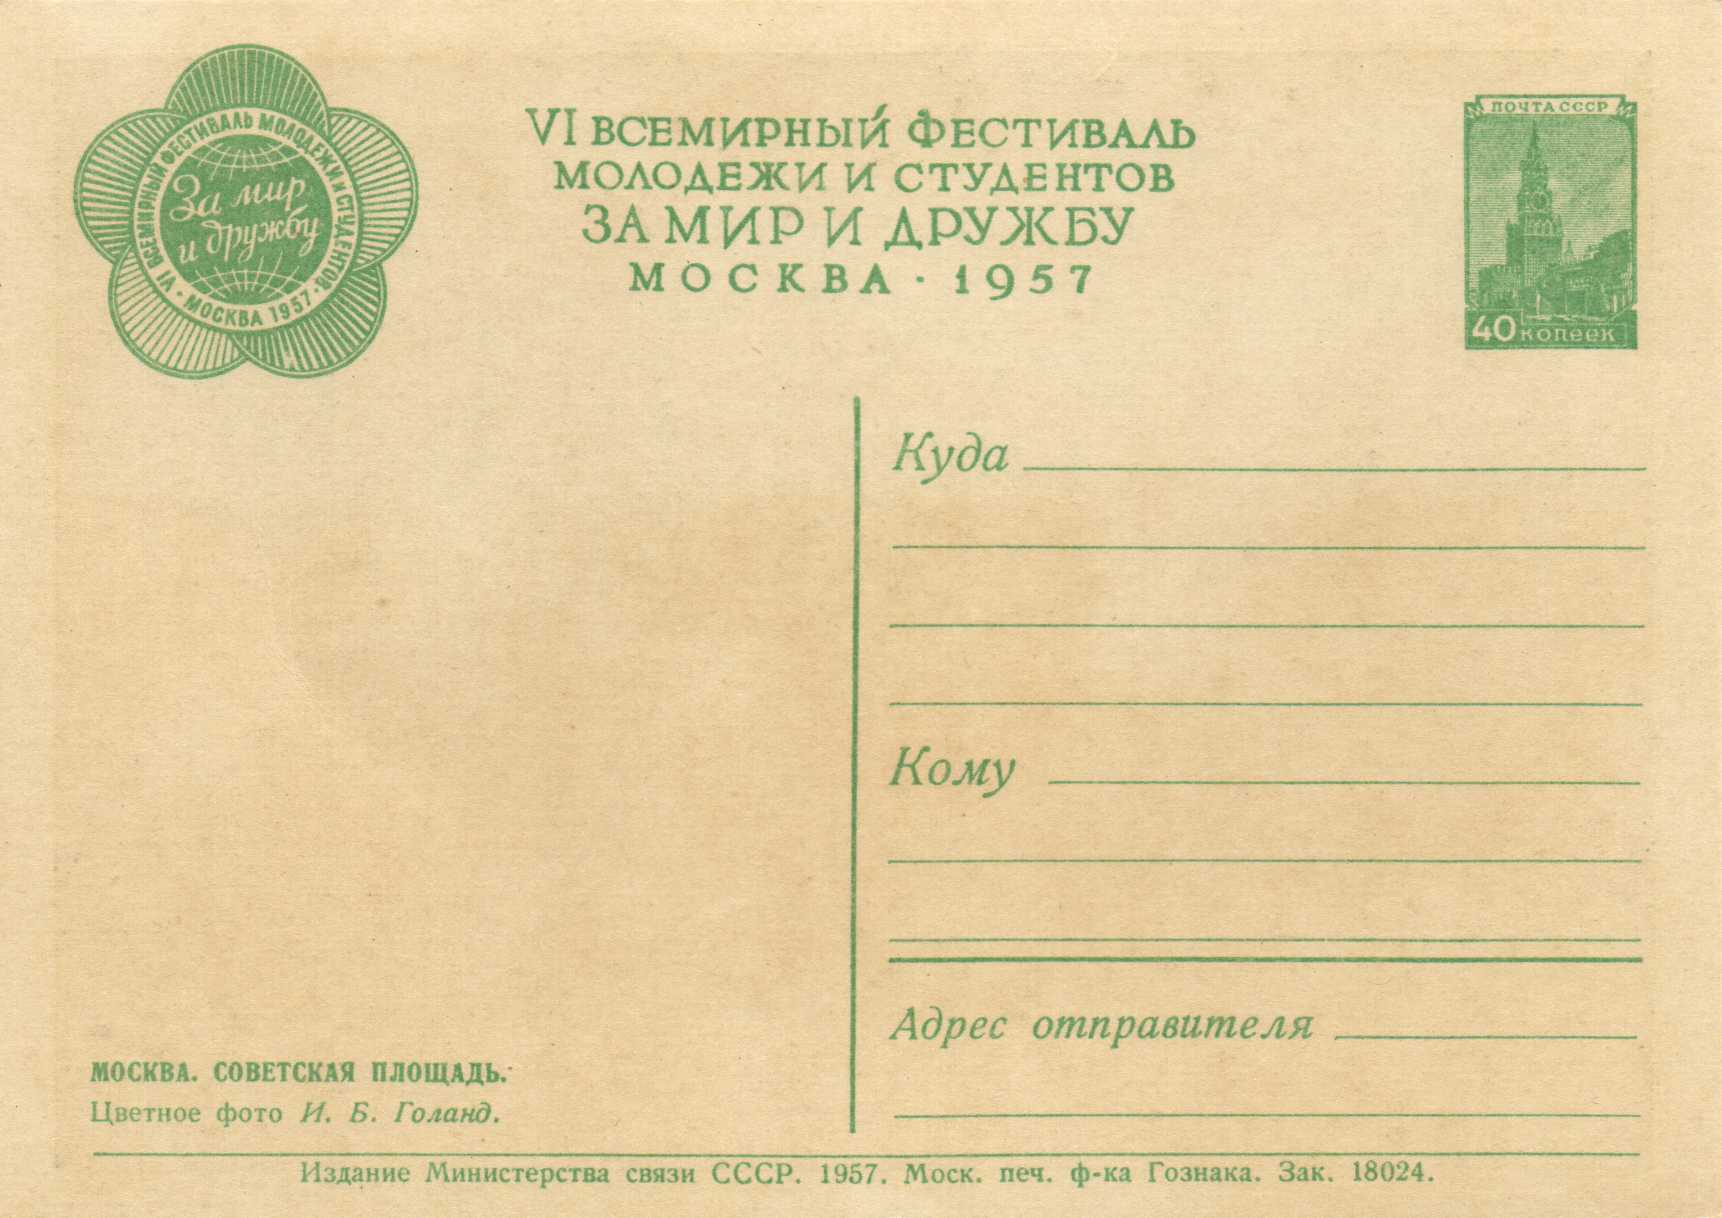 VI ВСЕМИРНЫЙ ФЕСТИВАЛЬ МОЛОДЕЖИ И СТУДЕНТОВ
• МОСКВА 1957 •
За мир
и дружбу
VI ВСЕМИРНЫЙ ФЕСТИВАЛЬ
МОЛОДЕЖИ И СТУДЕНТОВ
ЗА МИР И ДРУЖБУ
МОСКВА · 1957
ПОЧТА СССР
40 КОПЕЕК
Куда
Кому
Адрес отправителя
МОСКВА. СОВЕТСКАЯ ПЛОЩАДЬ.
Цветное фото И. Б. Голанд.
Издание Министерства связи СССР. 1957. Моск. печ. ф-ка Гознака. Зак. 18024.